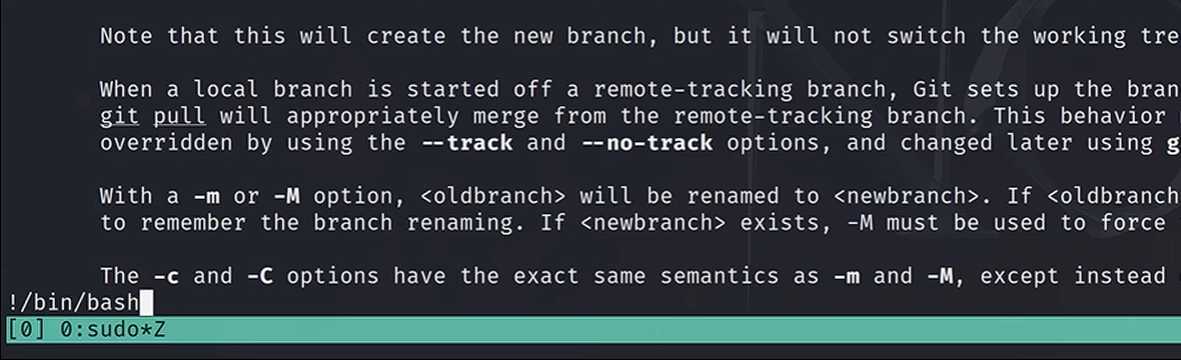 Note that this will create the new branch, but it will not switch the working tre
When a local branch is started off a remote-tracking branch, Git sets up the bran
git pull will appropriately merge from the remote-tracking branch. This behavior
overridden by using the --track and --no-track options, and changed later using g
With a -m or -M option, <oldbranch> will be renamed to <newbranch>. If <oldbranch
to remember the branch renaming. If <newbranch> exists, -M must be used to force
The -c and -C options have the exact same semantics as -m and -M, except instead
!/bin/bash
[0] 0:sudo*Z